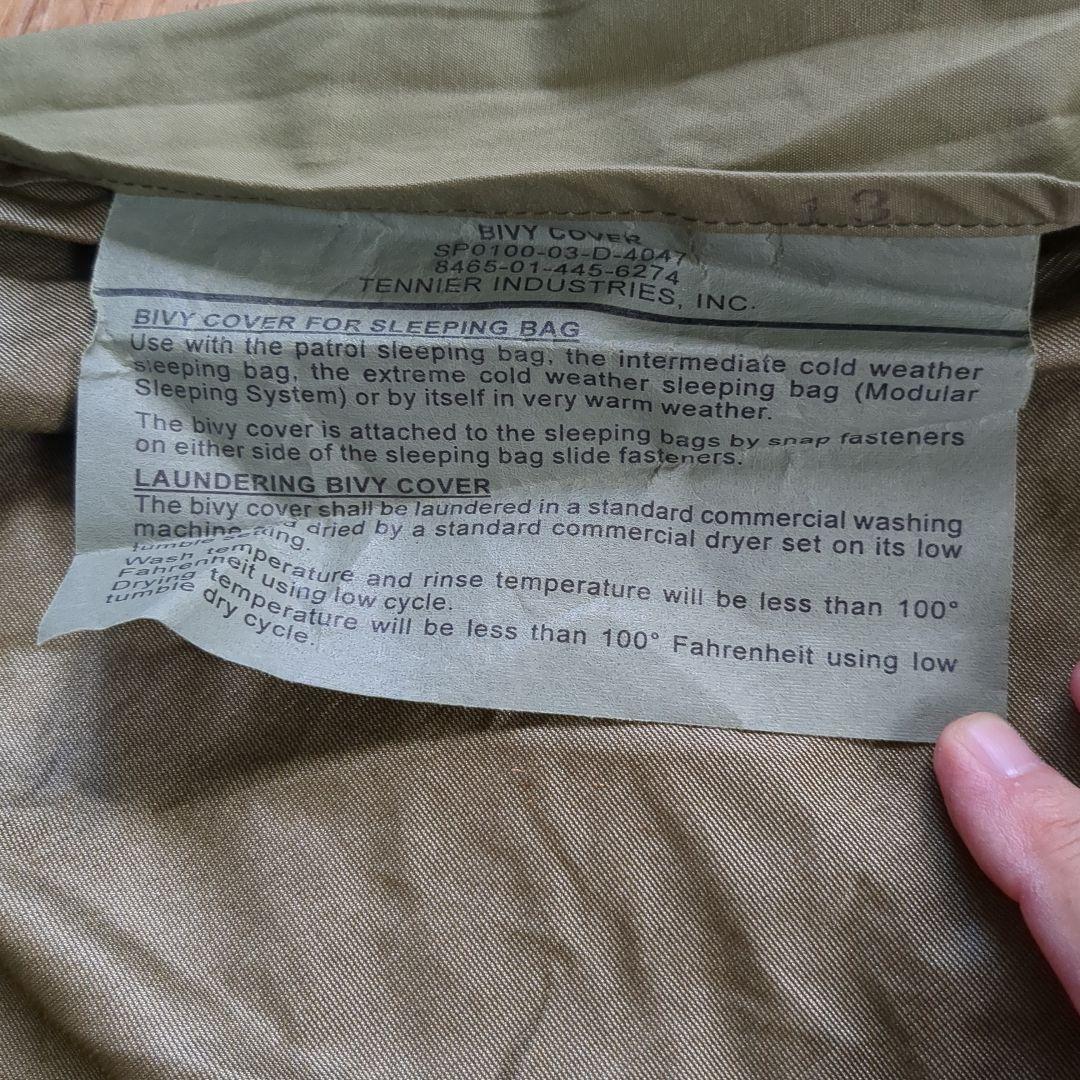 13
BIVY COVER
SP0100-03-D-4047
8465-01-445-6274
TENNIER INDUSTRIES, INC.
BIVY COVER FOR SLEEPING BAG
Use with the patrol sleeping bag, the intermediate cold weather
sleeping bag, the extreme cold weather sleeping bag (Modular
Sleeping System) or by itself in very warm weather.
The bivy cover is attached to the sleeping bags by snap fasteners
on either side of the sleeping bag slide fasteners.
LAUNDERING BIVY COVER
The bivy cover shall be laundered in a standard commercial washing
machine and dried by a standard commercial dryer set on its low
tumble
Wash temperature and rinse temperature will be less than 100°
Fahrenheit using low cycle.
Drying temperature will be less than 100° Fahrenheit using low
tumble dry cycle.